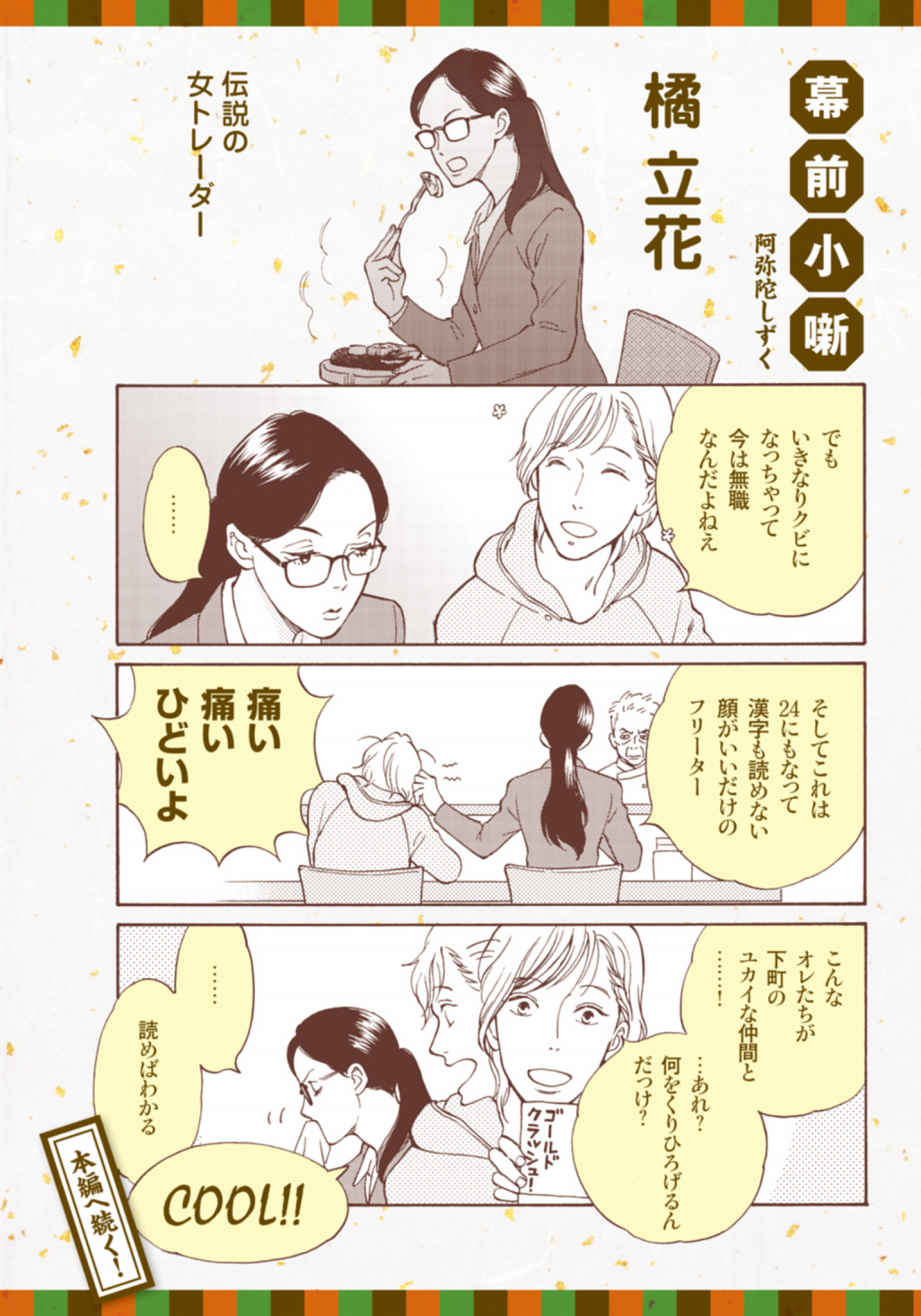 幕前小噺
阿弥陀しずく
橘 立花
伝説の
女トレーダー
でも
いきなりクビに
なっちゃって
今は無職
なんだよねえ
……
そしてこれは
24にもなって
漢字も読めない
顔がいいだけの
フリーター
痛い
痛い
ひどいよ
こんな
オレたちが
下町の
ユカイな仲間と
……!
…あれ?
何をくりひろげるん
だっけ?
ゴールド
クラッシュ!
……
読めばわかる
COOL!!
本編へ続く!